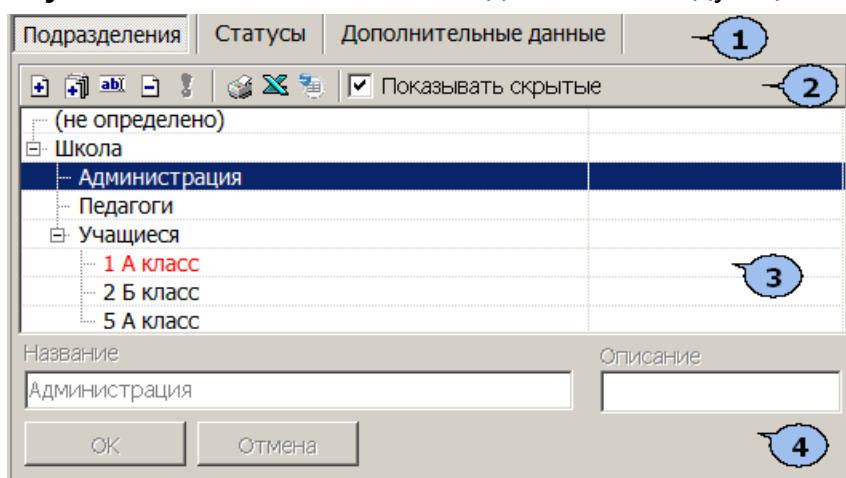 Подразделения Статусы Дополнительные данные 1
abI Показывать скрытые 2
(не определено)
Школа
Администрация
Педагоги
Учащиеся
1 А класс
3
2 Б класс
5 А класс
Название Описание
Администрация
OK Отмена 4